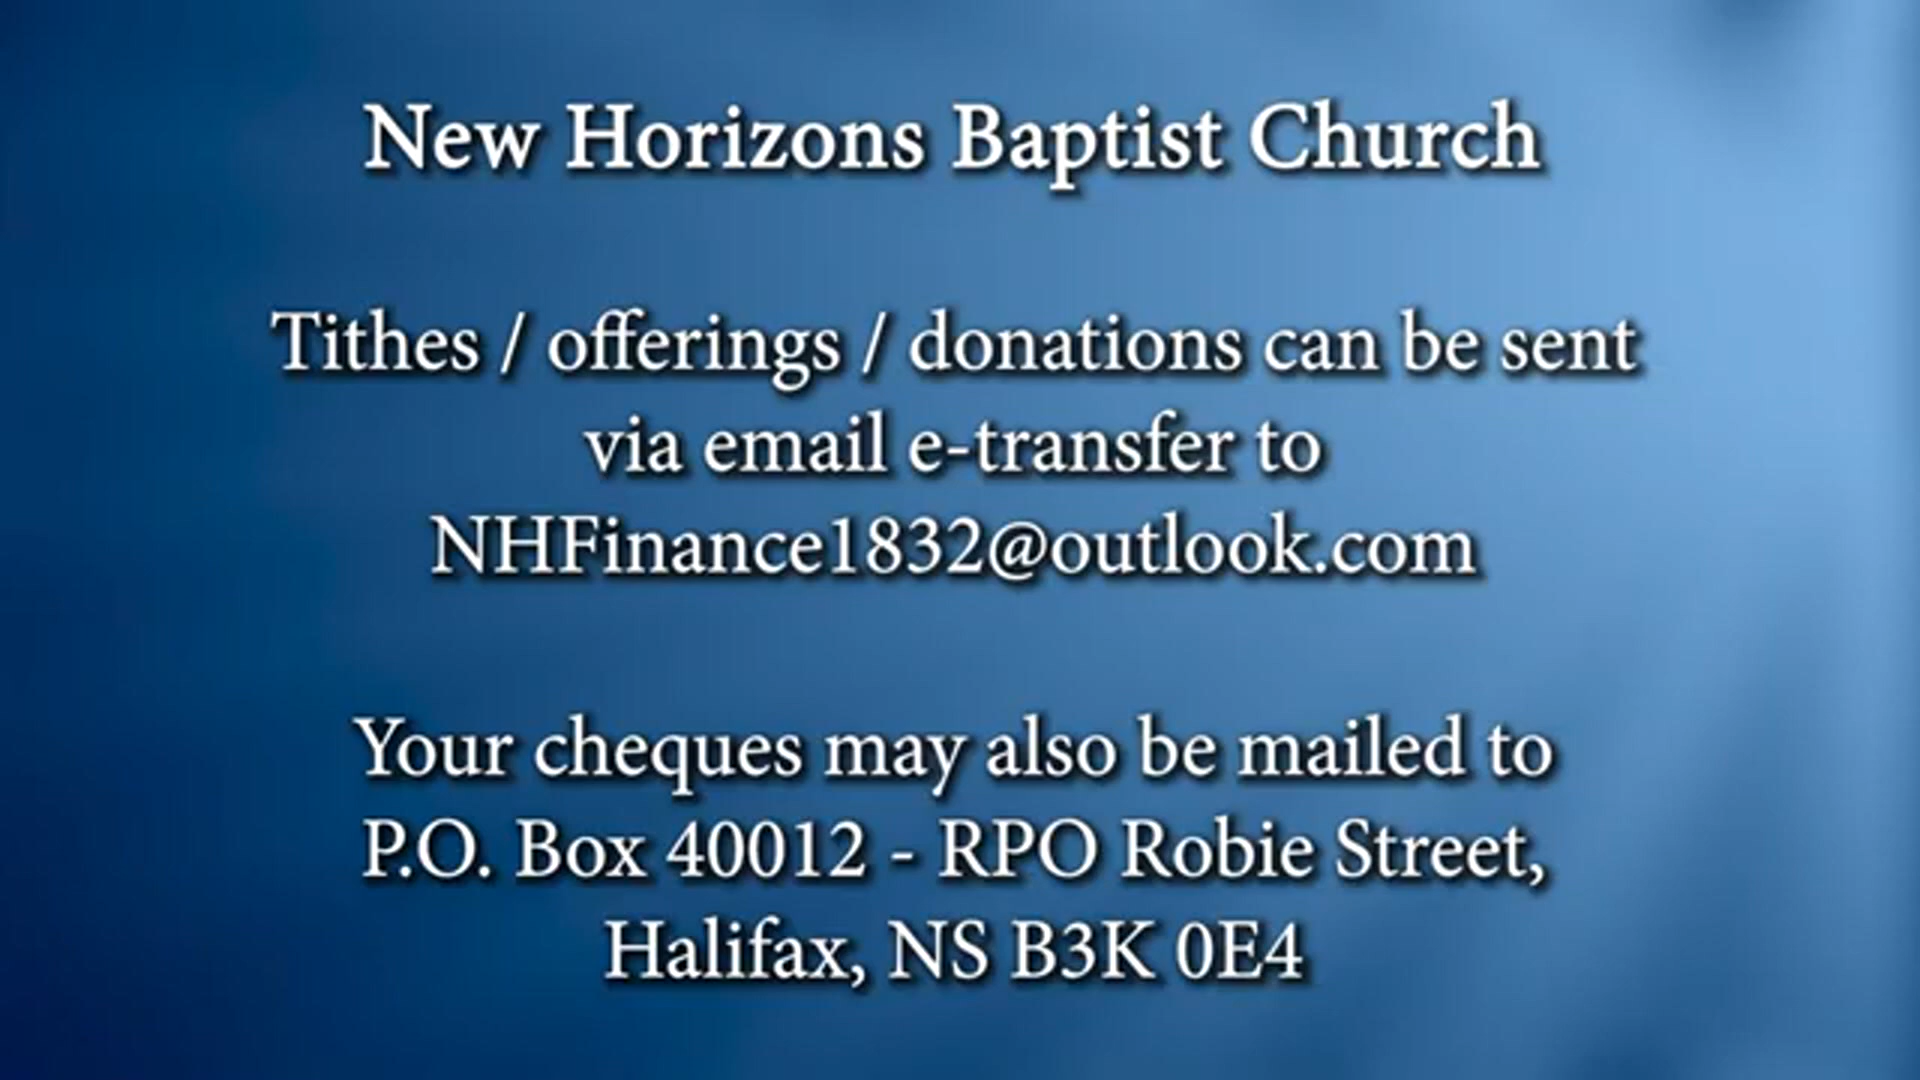 New Horizons Baptist Church
Tithes / offerings / donations can be sent
via email e-transfer to
NHFinance1832@outlook.com
Your cheques may also be mailed to
P.O. Box 40012 - RPO Robie Street,
Halifax, NS B3K 0E4